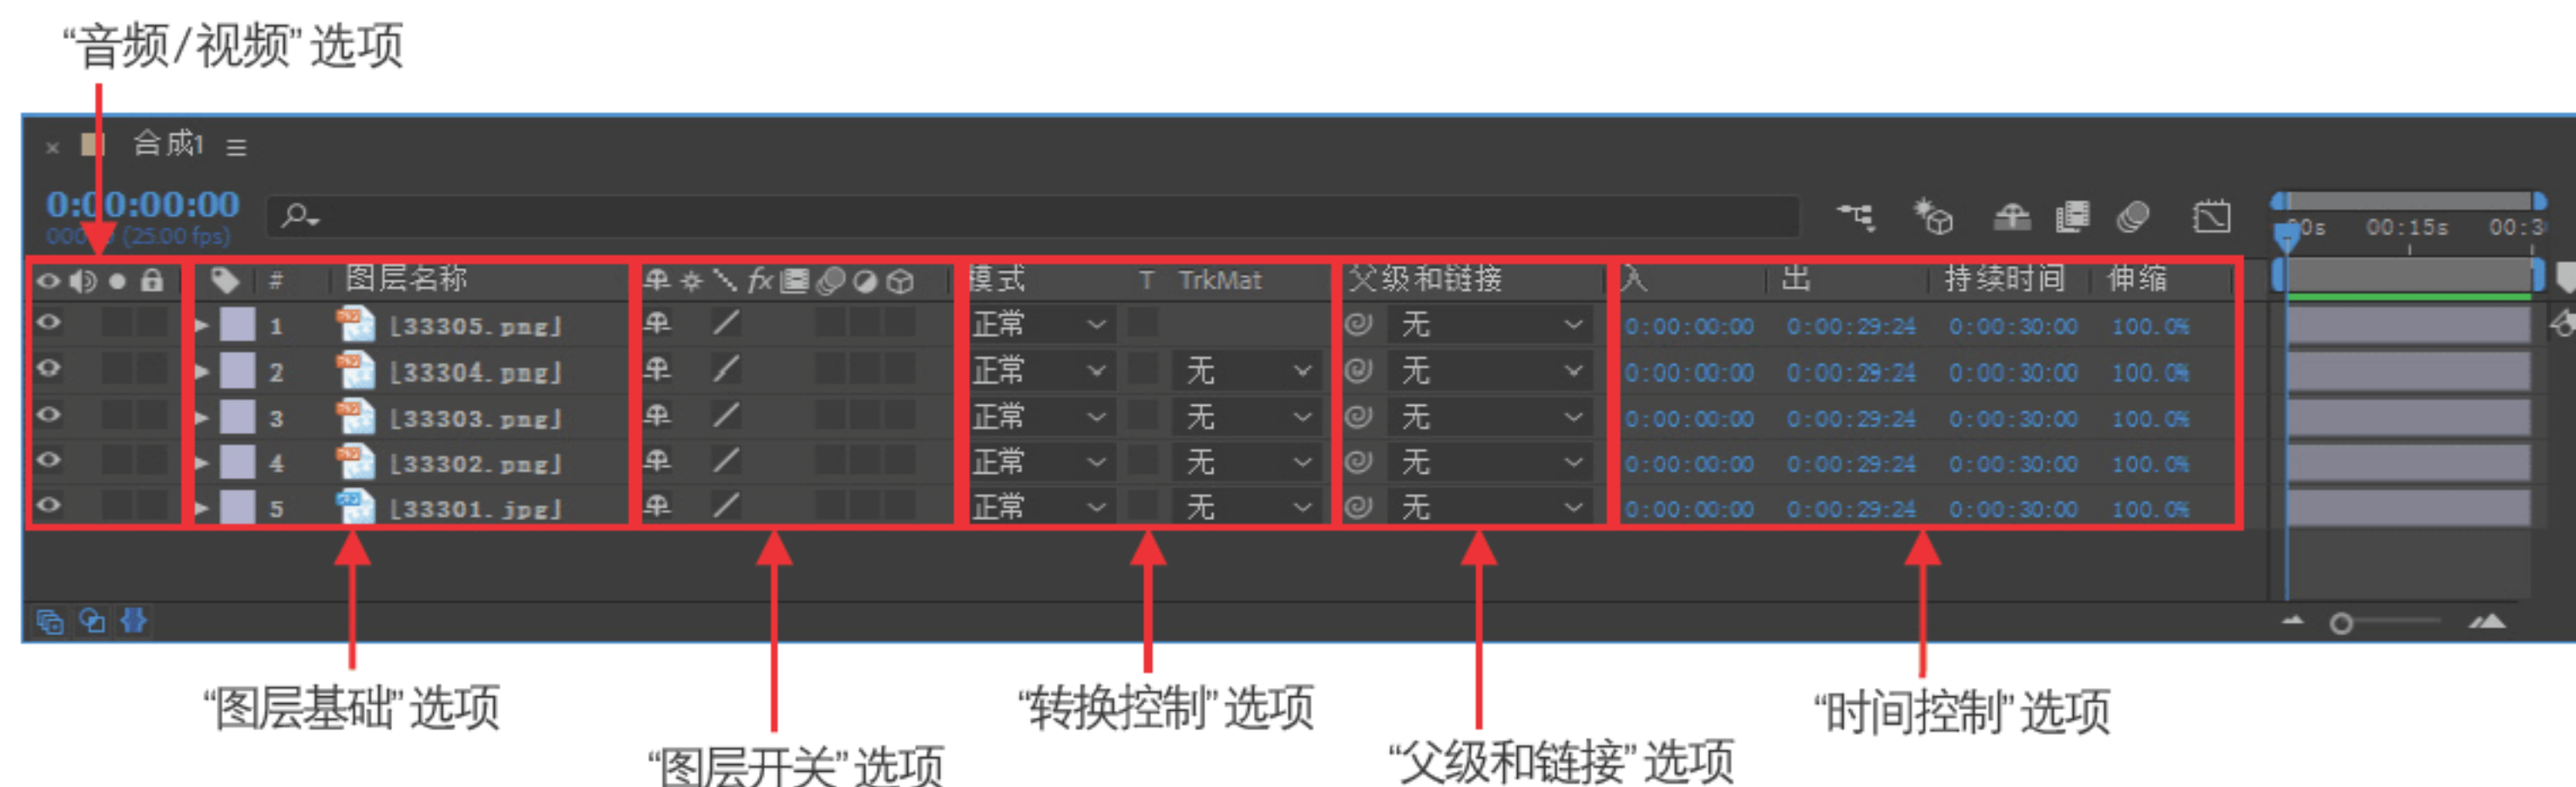 “音频/视频”选项
合成1
0:00:00:00
(25.00 fps)
00:15s
# 图层名称 fx 模式 T TrkMat 父级和链接 入 出 持续时间 伸缩
1 [33305.png] 正常 无 0:00:00:00 0:00:29:24 0:00:30:00 100.0%
2 [33304.png] 正常 无 无 0:00:00:00 0:00:29:24 0:00:30:00 100.0%
3 [33303.png] 正常 无 无 0:00:00:00 0:00:29:24 0:00:30:00 100.0%
4 [33302.png] 正常 无 无 0:00:00:00 0:00:29:24 0:00:30:00 100.0%
5 [33301.jpg] 正常 无 无 0:00:00:00 0:00:29:24 0:00:30:00 100.0%
“图层基础”选项
“转换控制”选项
“时间控制”选项
“图层开关”选项
“父级和链接”选项